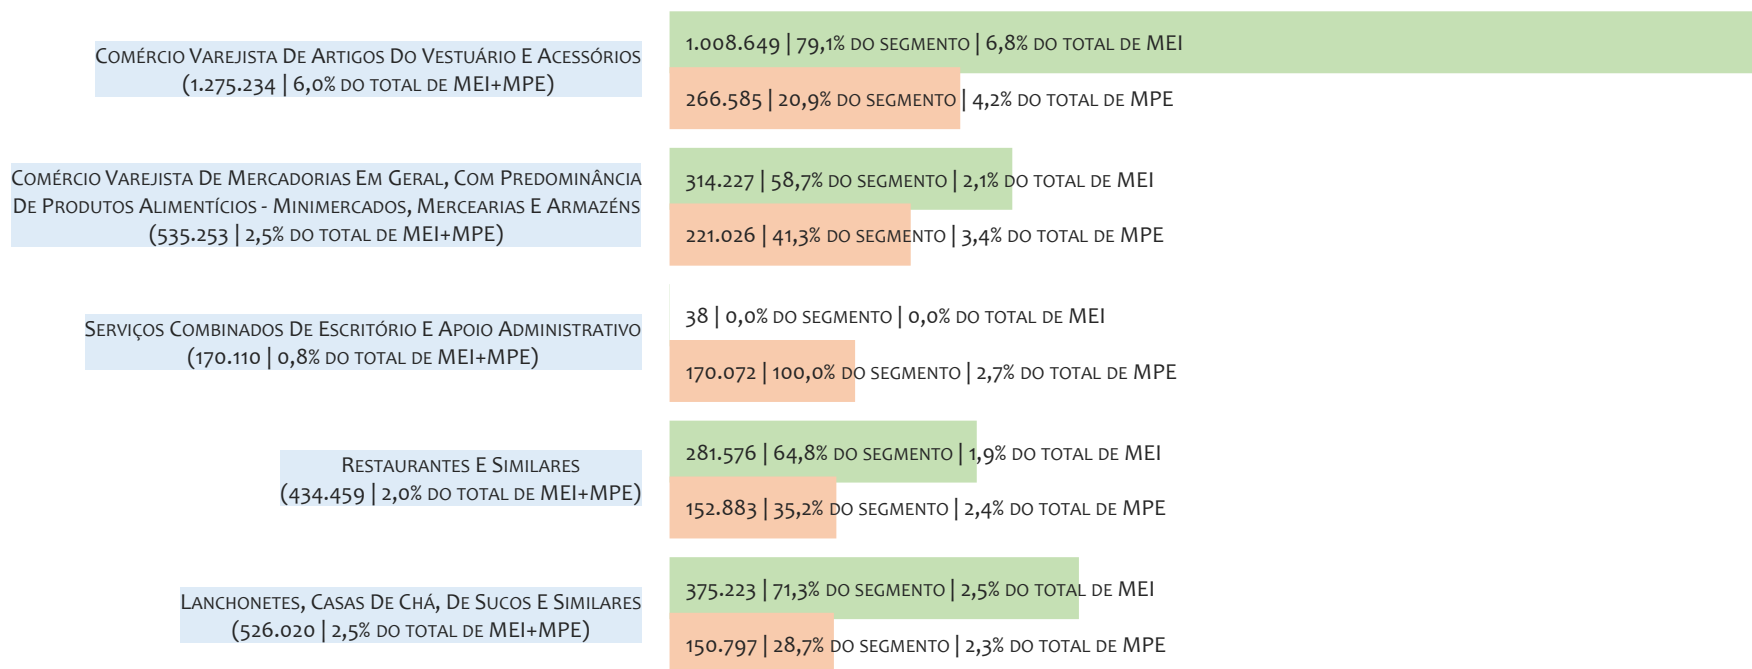 Comércio Varejista De Artigos Do Vestuário E Acessórios
(1.275.234 | 6,0% do total de MEI+MPE)
1.008.649 | 79,1% do segmento | 6,8% do total de MEI
266.585 | 20,9% do segmento | 4,2% do total de MPE
Comércio Varejista De Mercadorias Em Geral, Com Predominância
De Produtos Alimentícios - Minimercados, Mercearias E Armazéns
(535.253 | 2,5% do total de MEI+MPE)
314.227 | 58,7% do segmento | 2,1% do total de MEI
221.026 | 41,3% do segmento | 3,4% do total de MPE
Serviços Combinados De Escritório E Apoio Administrativo
(170.110 | 0,8% do total de MEI+MPE)
38 | 0,0% do segmento | 0,0% do total de MEI
170.072 | 100,0% do segmento | 2,7% do total de MPE
Restaurantes E Similares
(434.459 | 2,0% do total de MEI+MPE)
281.576 | 64,8% do segmento | 1,9% do total de MEI
152.883 | 35,2% do segmento | 2,4% do total de MPE
Lanchonetes, Casas De Chá, De Sucos E Similares
(526.020 | 2,5% do total de MEI+MPE)
375.223 | 71,3% do segmento | 2,5% do total de MEI
150.797 | 28,7% do segmento | 2,3% do total de MPE